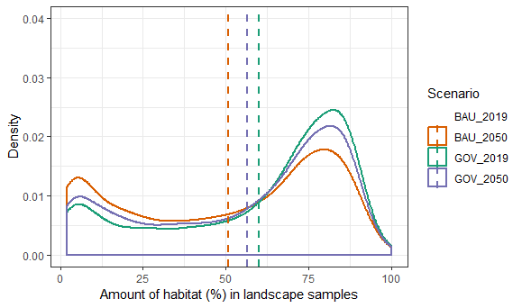 0.04
0.03
0.02
0.01
0.00
Density
0
25
50
75
100
Amount of habitat (%) in landscape samples
Scenario
BAU_2019
BAU_2050
GOV_2019
GOV_2050